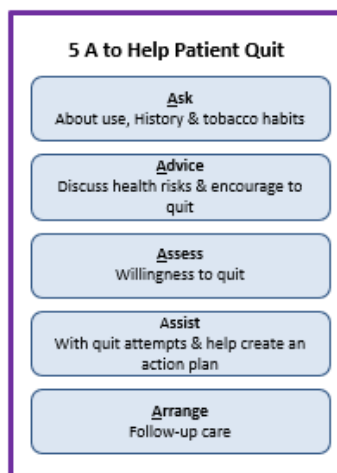 5 A to Help Patient Quit
Ask
About use, History & tobacco habits
Advice
Discuss health risks & encourage to
quit
Assess
Willingness to quit
Assist
With quit attempts & help create an
action plan
Arrange
Follow-up care